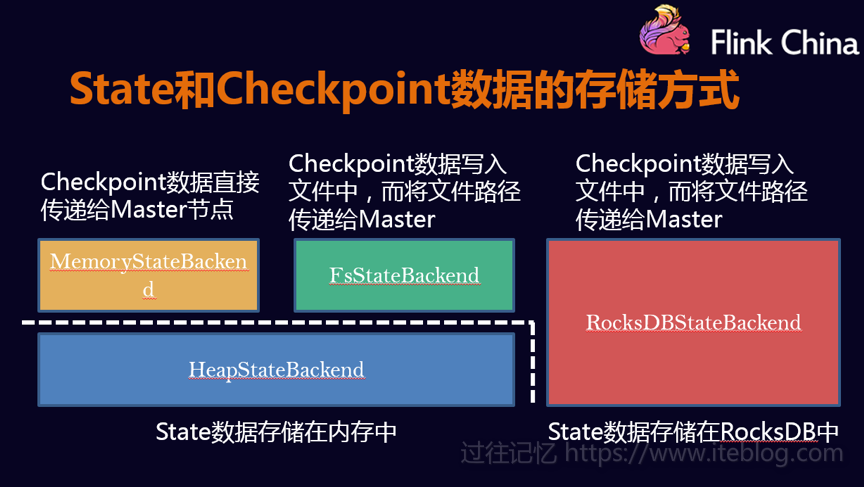 Flink China
State和Checkpoint数据的存储方式
Checkpoint数据直接
传递给Master节点
Checkpoint数据写入
文件中，而将文件路径
传递给Master
Checkpoint数据写入
文件中，而将文件路径
传递给Master
MemoryStateBacken
d
FsStateBackend
RocksDBStateBackend
HeapStateBackend
State数据存储在内存中
State数据存储在RocksDB中
过往记忆 https://www.iteblog.com